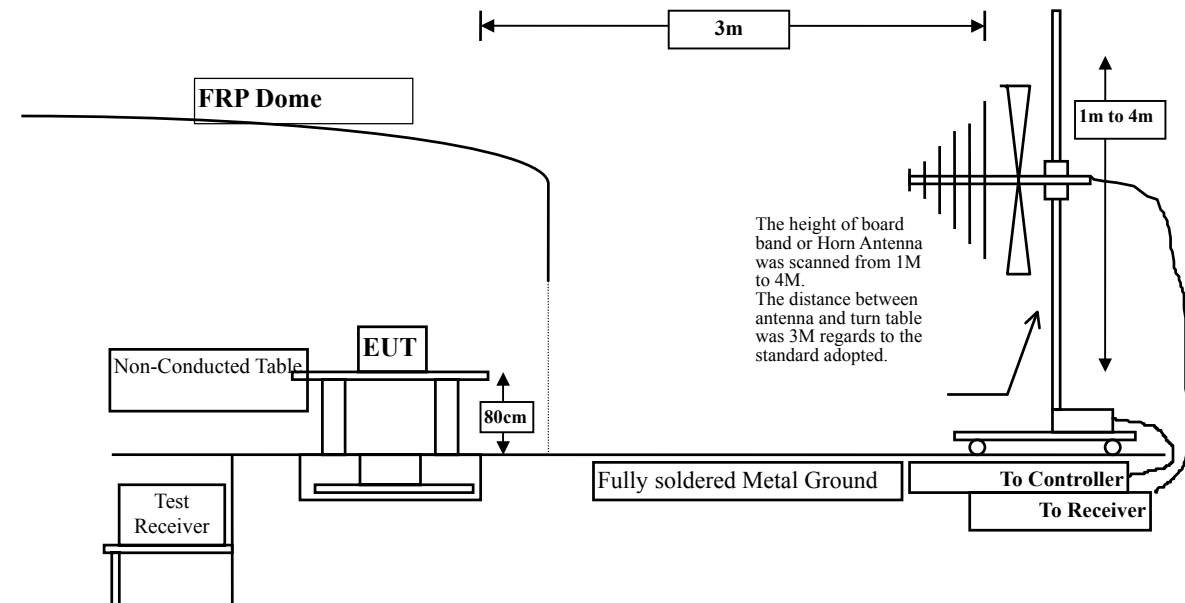 3m
FRP Dome
1m to 4m
The height of board
band or Horn Antenna
was scanned from 1M
to 4M.
The distance between
antenna and turn table
was 3M regards to the
standard adopted.
EUT
Non-Conducted Table
80cm
Fully soldered Metal Ground
To Controller
To Receiver
Test
Receiver